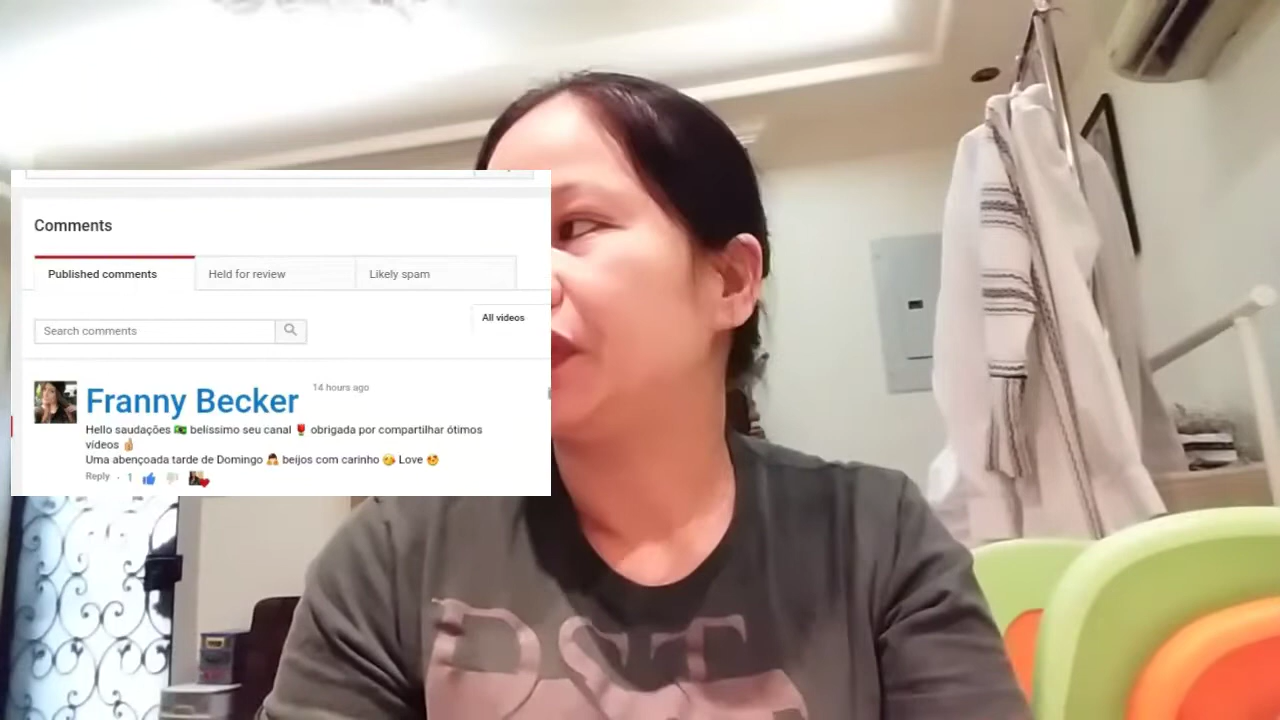 Comments
Published comments
Held for review
Likely spam
All videos
Search comments
14 hours ago
Franny Becker
Hello saudações 🇧🇷 belíssimo seu canal 🌹 obrigada por compartilhar ótimos
vídeos 👌🏼
Uma abençoada tarde de Domingo 🙏 beijos com carinho 😘 Love 😍
Reply · 1